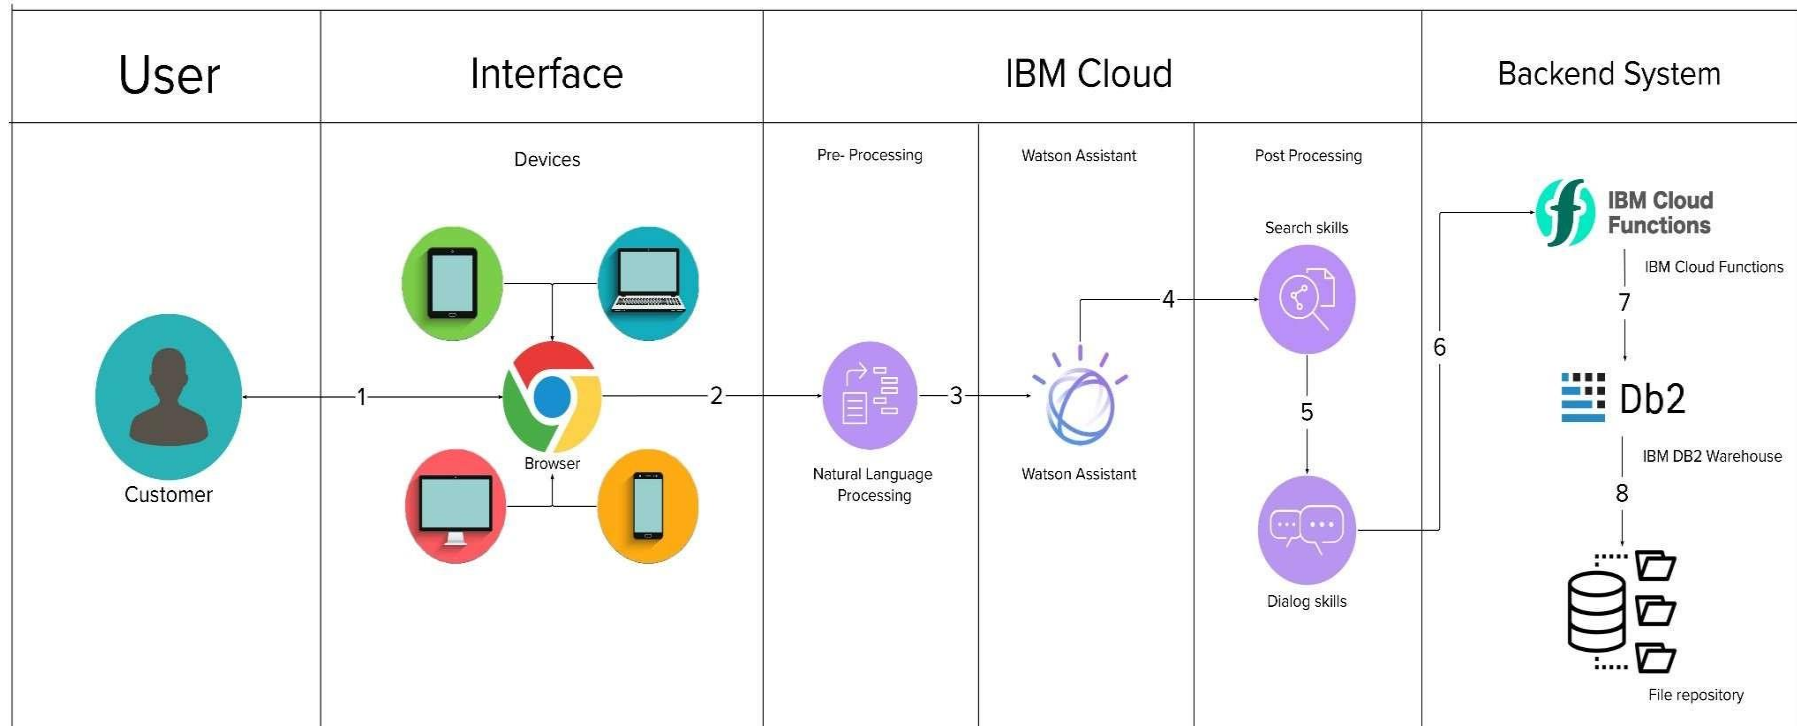 User
Interface
IBM Cloud
Backend System
Devices
Pre- Processing
Watson Assistant
Post Processing
Search skills
IBM Cloud
Functions
IBM Cloud Functions
4
7
6
1
2
3
5
Db2
Browser
Customer
Natural Language
Processing
Watson Assistant
IBM DB2 Warehouse
8
Dialog skills
File repository